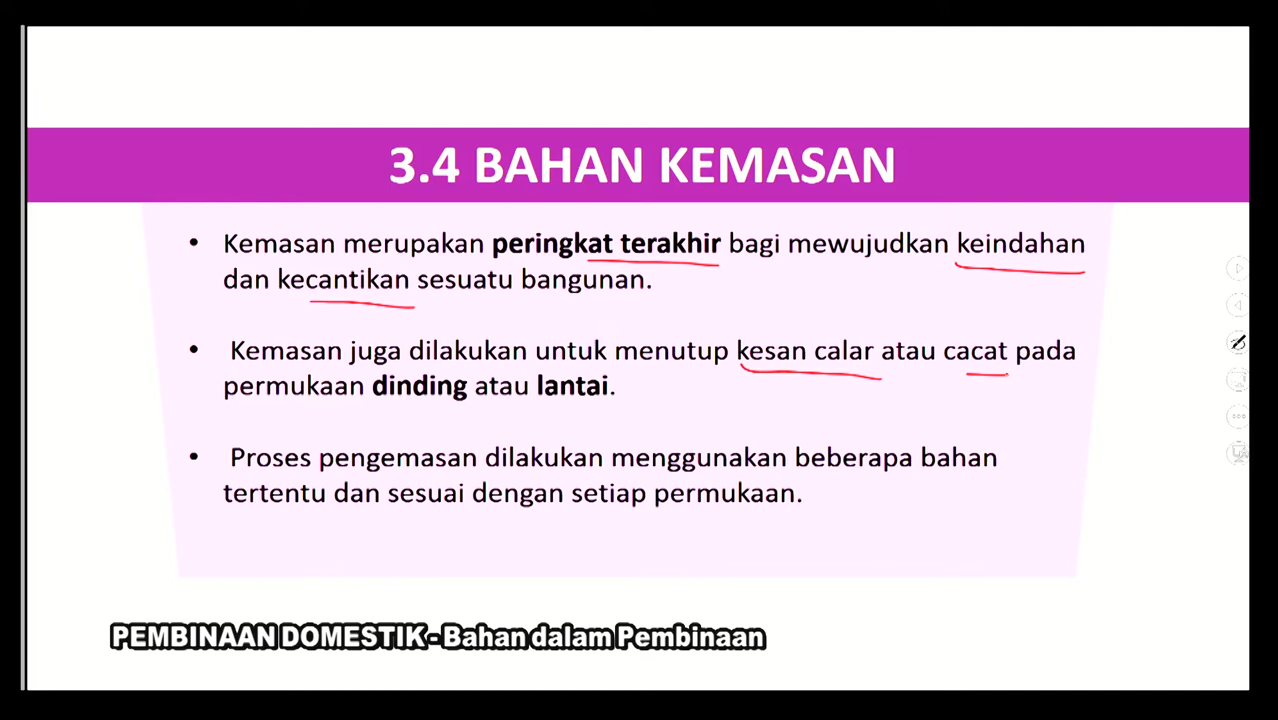 3.4 BAHAN KEMASAN
• Kemasan merupakan peringkat terakhir bagi mewujudkan keindahan
dan kecantikan sesuatu bangunan.
• Kemasan juga dilakukan untuk menutup kesan calar atau cacat pada
permukaan dinding atau lantai.
• Proses pengemasan dilakukan menggunakan beberapa bahan
tertentu dan sesuai dengan setiap permukaan.
PEMBINAAN DOMESTIK - Bahan dalam Pembinaan